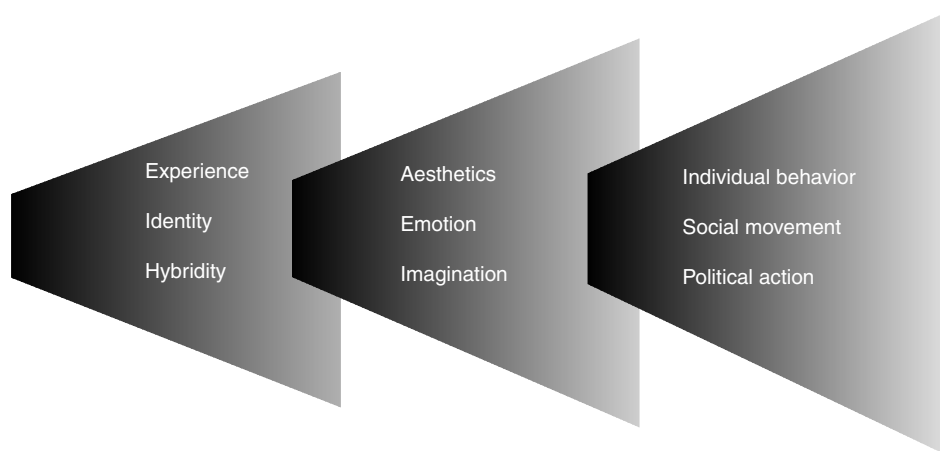 Experience
Identity
Hybridity
Aesthetics
Emotion
Imagination
Individual behavior
Social movement
Political action